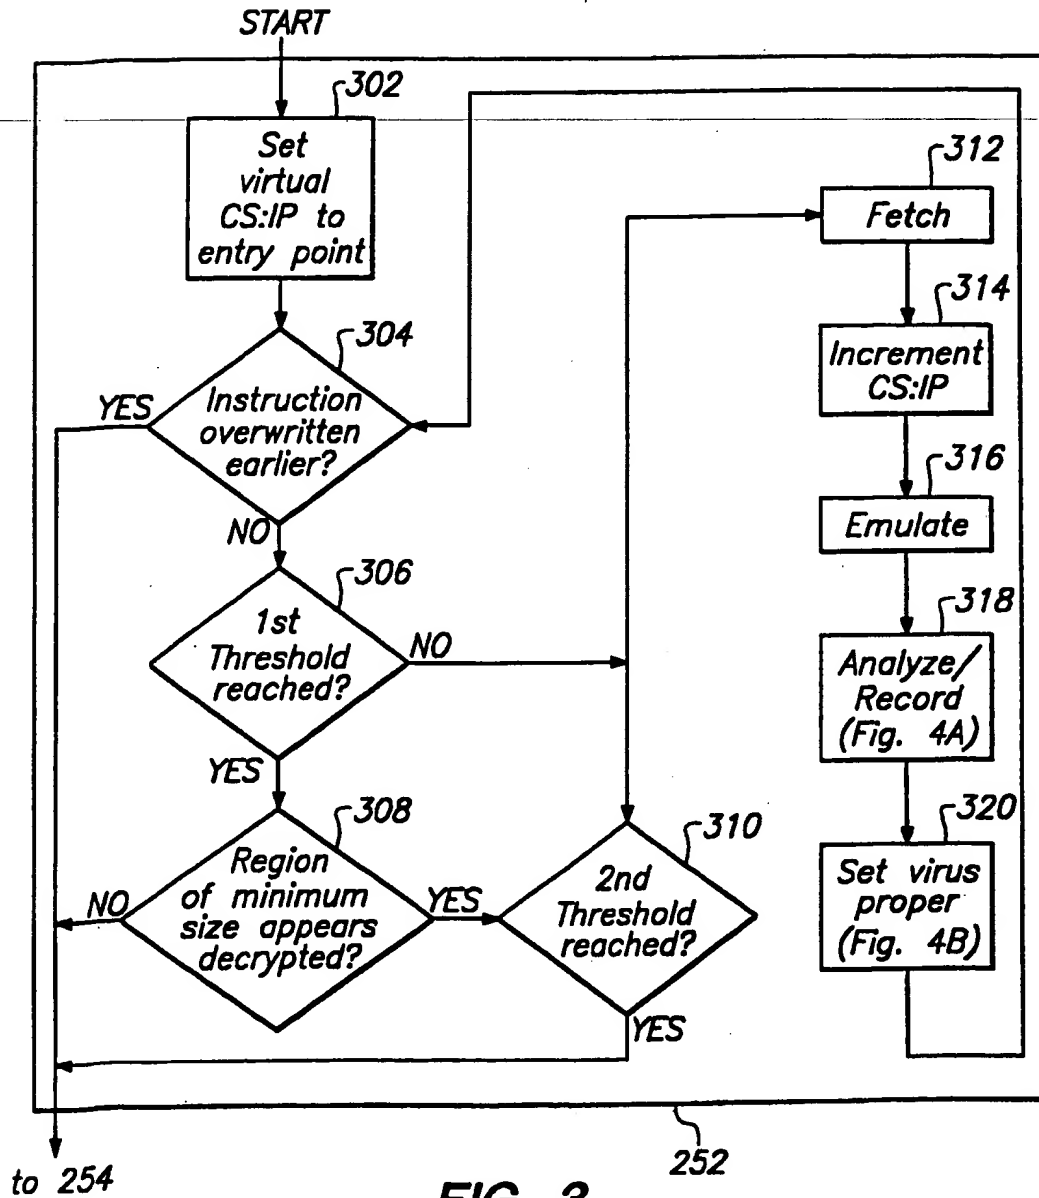 START
302
Set
virtual
CS:IP to
entry point
304
YES
Instruction
overwritten
earlier?
NO
306
1st
Threshold
reached?
NO
YES
308
Region
of minimum
size appears
decrypted?
NO
YES
310
2nd
Threshold
reached?
YES
312
Fetch
314
Increment
CS:IP
316
Emulate
318
Analyze/
Record
(Fig. 4A)
320
Set virus
proper
(Fig. 4B)
252
to 254
FIG. 3